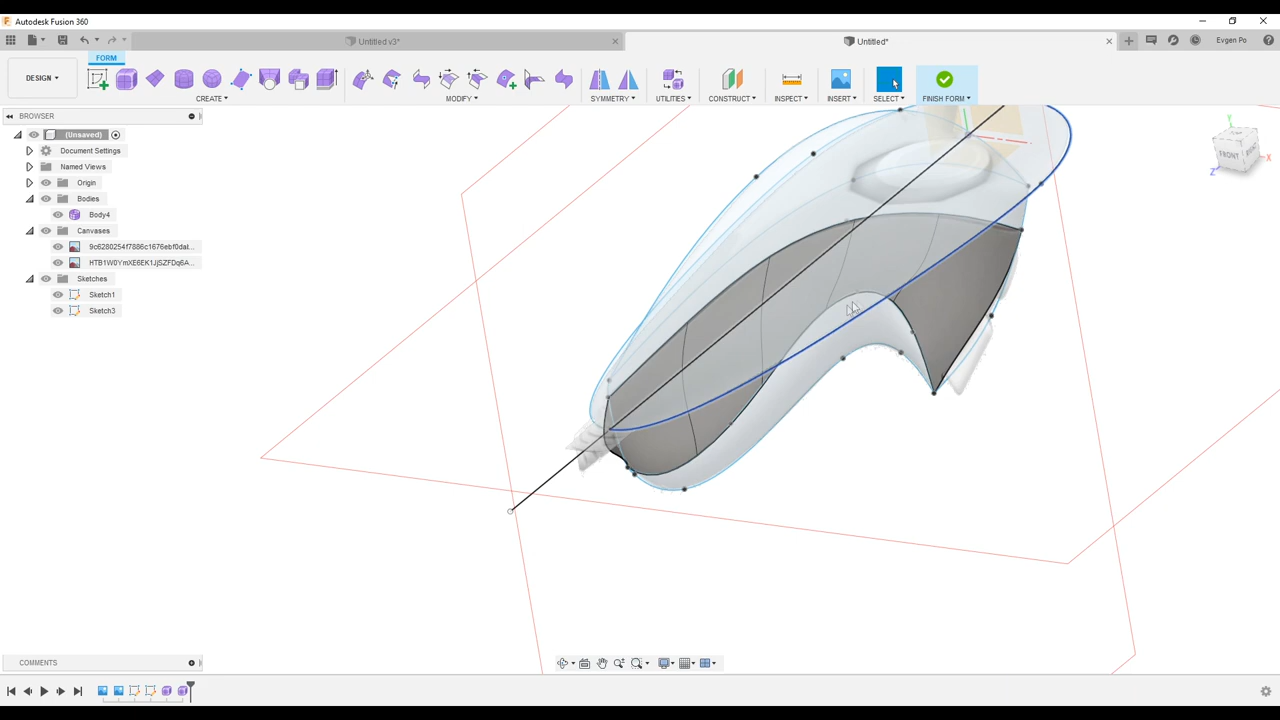 Autodesk Fusion 360
Untitled v3*
Untitled*
Evgen Po
DESIGN
FORM
CREATE
MODIFY
SYMMETRY
UTILITIES
CONSTRUCT
INSPECT
INSERT
SELECT
FINISH FORM
BROWSER
(Unsaved)
Document Settings
Named Views
Origin
Bodies
Body4
Canvases
Sketches
Sketch1
Sketch3
Y
FRONT
RIGHT
X
Z
COMMENTS